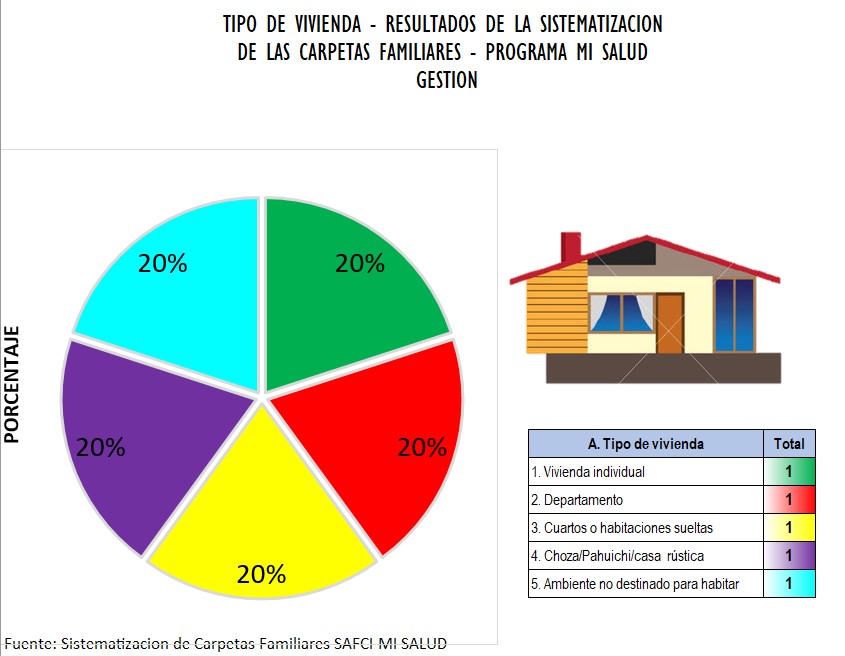 TIPO DE VIVIENDA - RESULTADOS DE LA SISTEMATIZACION
DE LAS CARPETAS FAMILIARES - PROGRAMA MI SALUD
GESTION
20%
20%
20%
20%
20%
PORCENTAJE
A. Tipo de vivienda Total
1. Vivienda individual 1
2. Departamento 1
3. Cuartos o habitaciones sueltas 1
4. Choza/Pahuichi/casa rústica 1
5. Ambiente no destinado para habitar 1
Fuente: Sistematizacion de Carpetas Familiares SAFCI MI SALUD